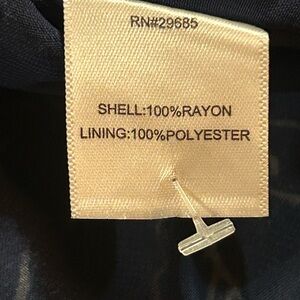 RN#29685
SHELL:100%RAYON
LINING:100%POLYESTER